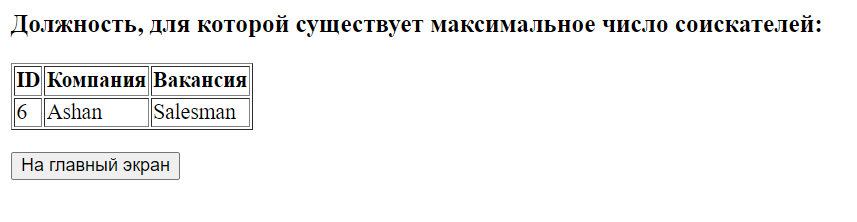 Должность, для которой существует максимальное число соискателей:
ID Компания Вакансия
6 Ashan Salesman
На главный экран